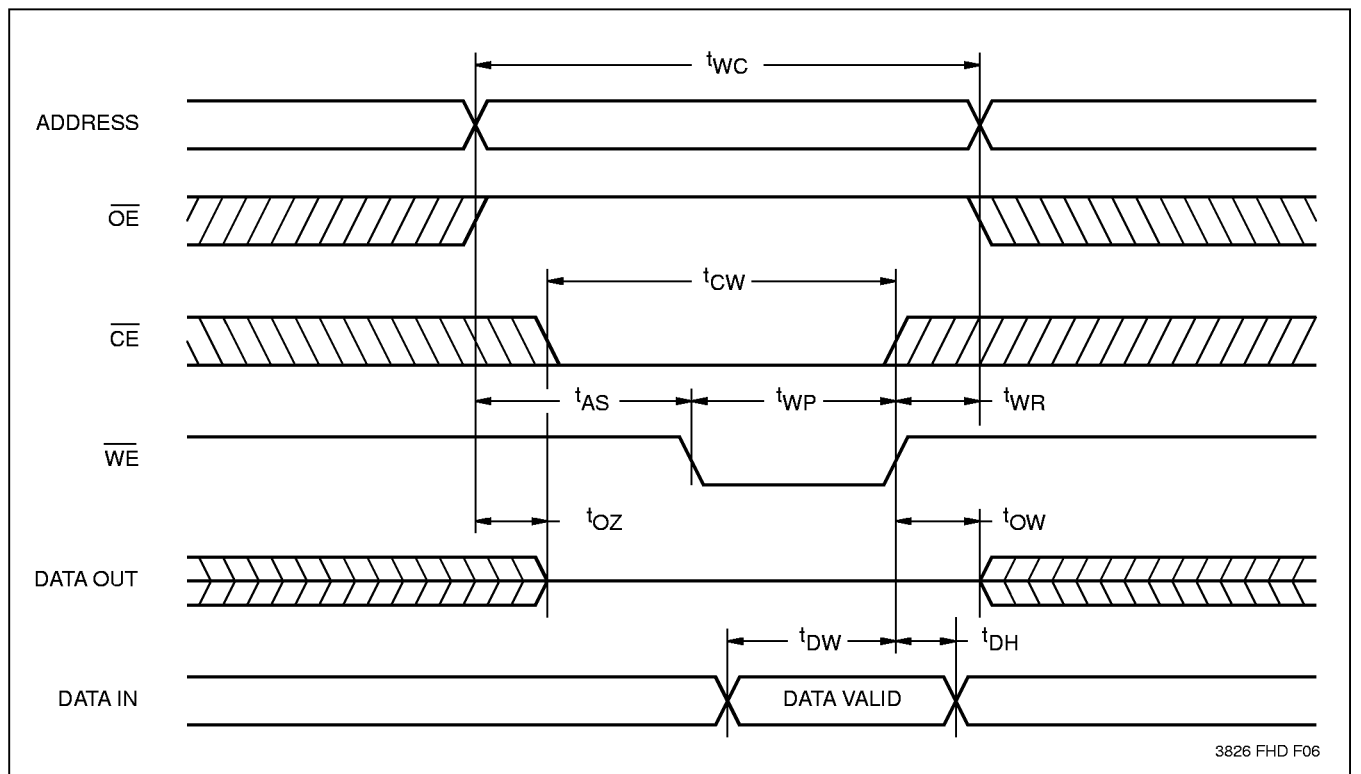 tWC
ADDRESS
OE
tCW
CE
tAS
tWP
tWR
WE
tOZ
tOW
DATA OUT
tDW
tDH
DATA IN
DATA VALID
3826 FHD F06